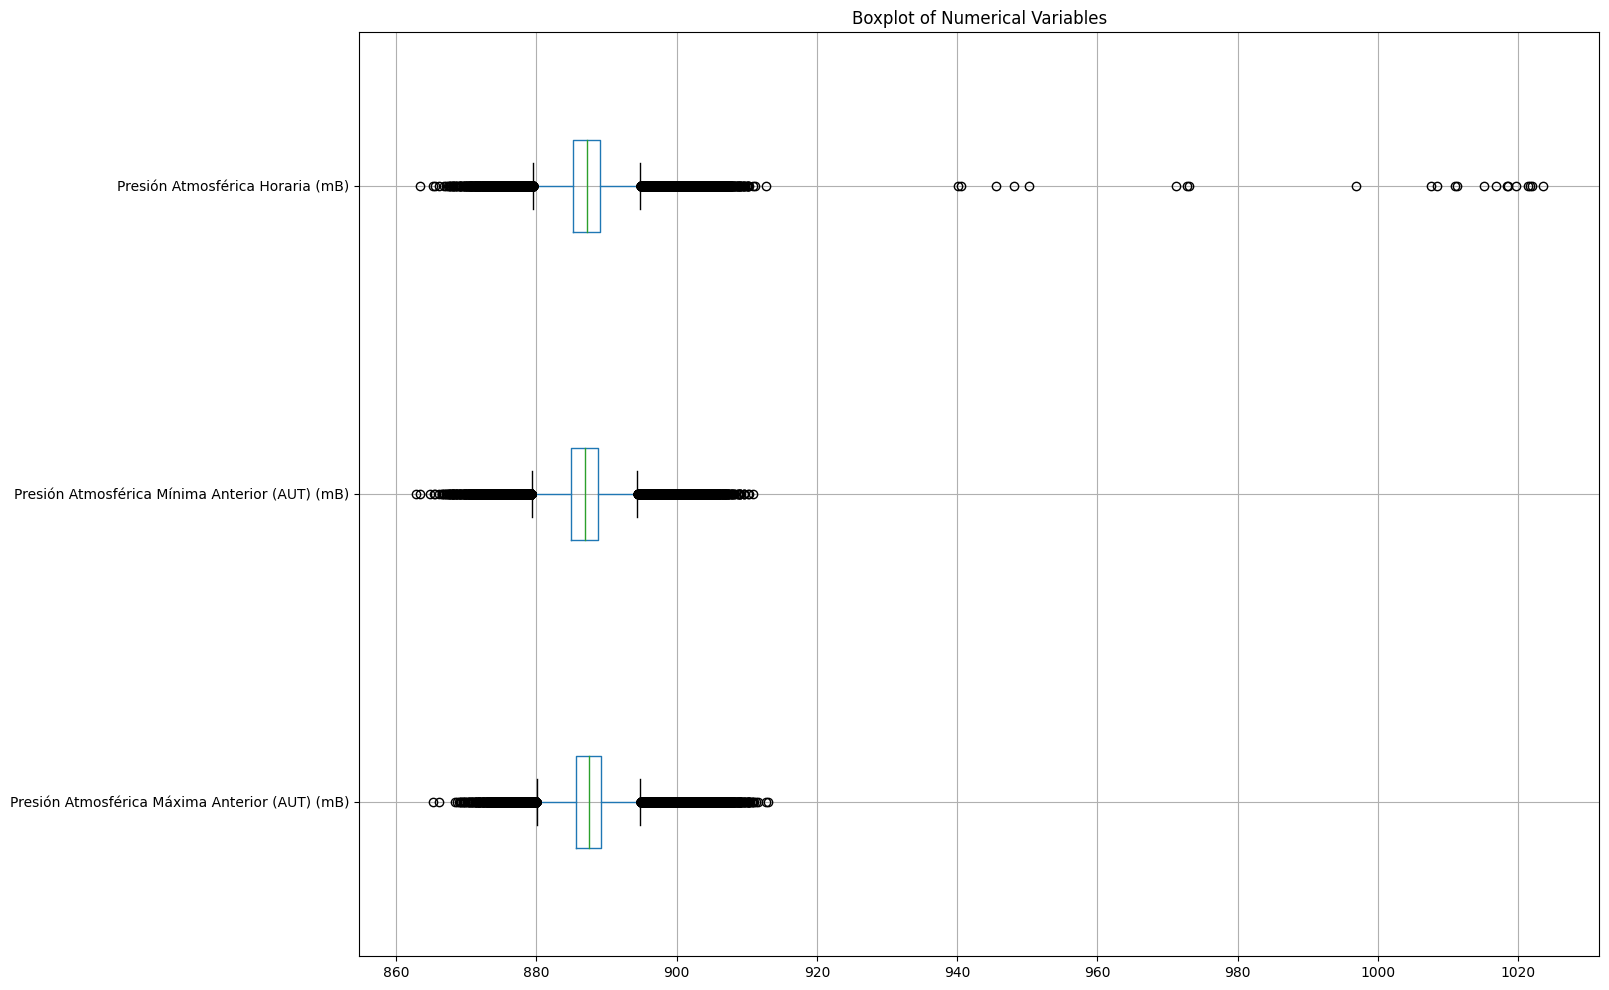 Boxplot of Numerical Variables
Presión Atmosférica Horaria (mB)
Presión Atmosférica Mínima Anterior (AUT) (mB)
Presión Atmosférica Máxima Anterior (AUT) (mB)
860 880 900 920 940 960 980 1000 1020